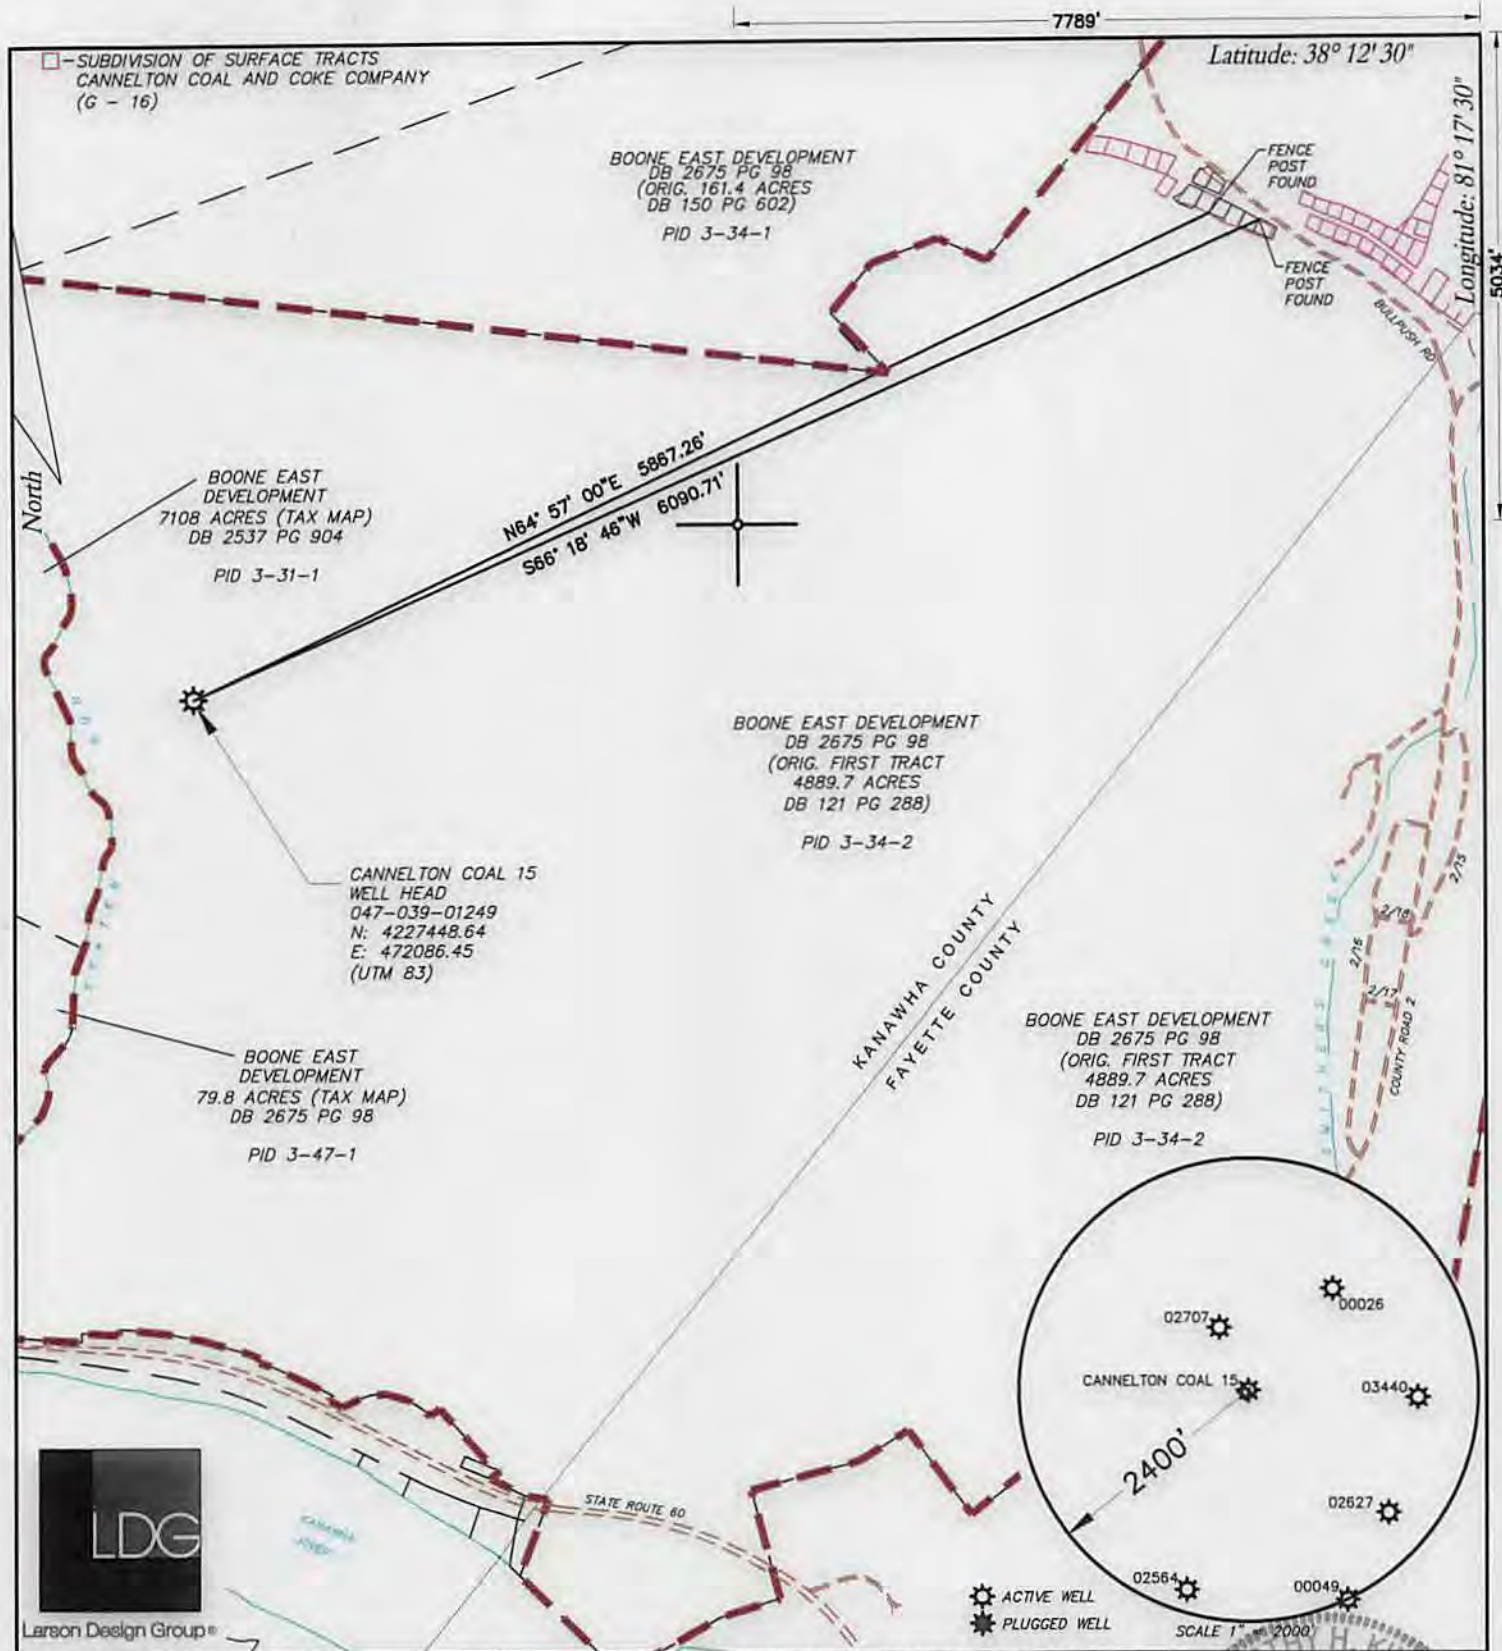 7789'
Latitude: 38° 12' 30"
Longitude: 81° 17' 30"
5034'
-SUBDIVISION OF SURFACE TRACTS
CANNELTON COAL AND COKE COMPANY
(G - 16)
BOONE EAST DEVELOPMENT
DB 2675 PG 98
(ORIG. 161.4 ACRES
DB 150 PG 602)
PID 3-34-1
FENCE
POST
FOUND
FENCE
POST
FOUND
BULLPUSH RD
North
BOONE EAST
DEVELOPMENT
7108 ACRES (TAX MAP)
DB 2537 PG 904
PID 3-31-1
N64° 57' 00"E 5867.26'
S66° 18' 46"W 6090.71'
BOONE EAST DEVELOPMENT
DB 2675 PG 98
(ORIG. FIRST TRACT
4889.7 ACRES
DB 121 PG 288)
PID 3-34-2
CANNELTON COAL 15
WELL HEAD
047-039-01249
N: 4227448.64
E: 472086.45
(UTM 83)
KANAWHA COUNTY
FAYETTE COUNTY
2/15
2/18
2/16
2/17
COUNTY ROAD 2
SMITHERS CREEK
BOONE EAST DEVELOPMENT
DB 2675 PG 98
(ORIG. FIRST TRACT
4889.7 ACRES
DB 121 PG 288)
PID 3-34-2
BOONE EAST
DEVELOPMENT
79.8 ACRES (TAX MAP)
DB 2675 PG 98
PID 3-47-1
00026
02707
CANNELTON COAL 15
03440
2400'
02627
02564
00049
STATE ROUTE 60
KANAWHA
RIVER
ACTIVE WELL
PLUGGED WELL
SCALE 1" = 2000'
LDG
Larson Design Group®